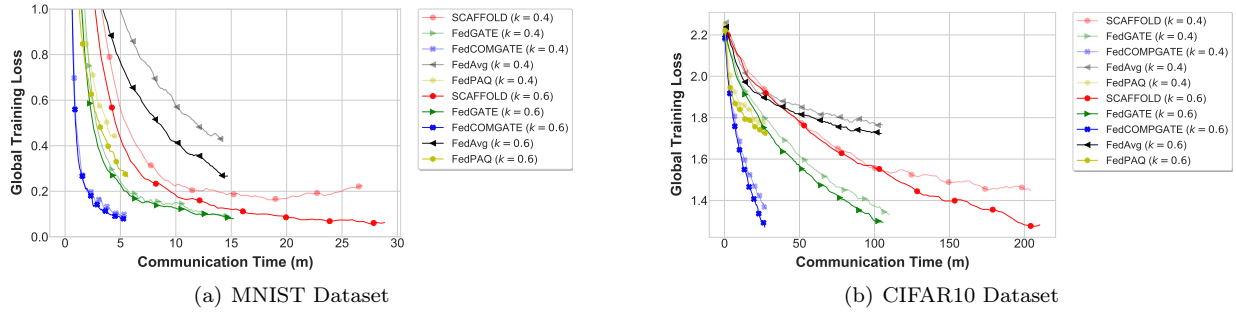 1.0
0.8
0.6
0.4
0.2
0.0
Global Training Loss
0 5 10 15 20 25 30
Communication Time (m)
SCAFFOLD (k = 0.4)
FedGATE (k = 0.4)
FedCOMGATE (k = 0.4)
FedAvg (k = 0.4)
FedPAQ (k = 0.4)
SCAFFOLD (k = 0.6)
FedGATE (k = 0.6)
FedCOMGATE (k = 0.6)
FedAvg (k = 0.6)
FedPAQ (k = 0.6)
(a) MNIST Dataset
2.2
2.0
1.8
1.6
1.4
Global Training Loss
0 50 100 150 200
Communication Time (m)
SCAFFOLD (k = 0.4)
FedGATE (k = 0.4)
FedCOMPGATE (k = 0.4)
FedAvg (k = 0.4)
FedPAQ (k = 0.4)
SCAFFOLD (k = 0.6)
FedGATE (k = 0.6)
FedCOMPGATE (k = 0.6)
FedAvg (k = 0.6)
FedPAQ (k = 0.6)
(b) CIFAR10 Dataset